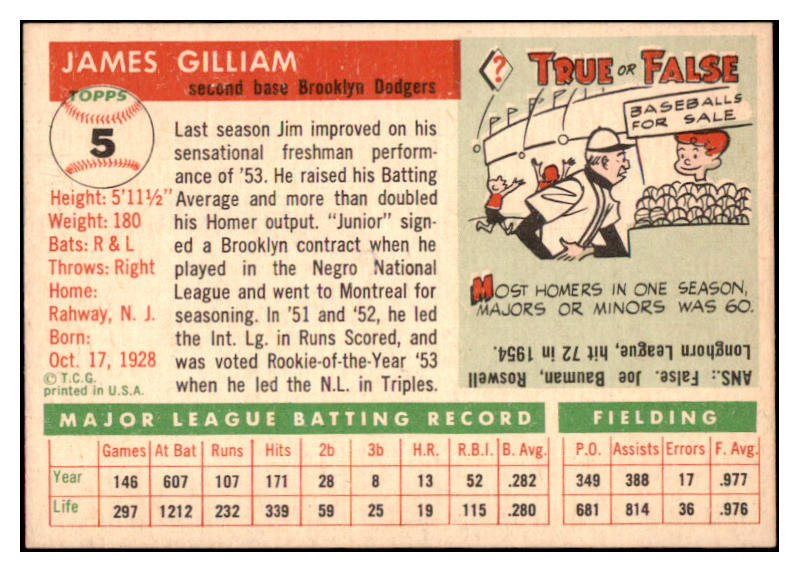 JAMES GILLIAM
second base Brooklyn Dodgers
TOPPS
5
Height: 5'11½"
Weight: 180
Bats: R & L
Throws: Right
Home:
Rahway, N. J.
Born:
Oct. 17, 1928
© T.C.G.
printed in U.S.A.
Last season Jim improved on his
sensational freshman perform-
ance of '53. He raised his Batting
Average and more than doubled
his Homer output. "Junior" sign-
ed a Brooklyn contract when he
played in the Negro National
League and went to Montreal for
seasoning. In '51 and '52, he led
the Int. Lg. in Runs Scored, and
was voted Rookie-of-the-Year '53
when he led the N.L. in Triples.
? TRUE OR FALSE
BASEBALLS
FOR SALE
MOST HOMERS IN ONE SEASON,
MAJORS OR MINORS WAS 60.
ANS.: False. Joe Bauman, Roswell,
Longhorn League, hit 72 in 1954.
MAJOR LEAGUE BATTING RECORD
Games At Bat Runs Hits 2b 3b H.R. R.B.I. B. Avg.
Year 146 607 107 171 28 8 13 52 .282
Life 297 1212 232 339 59 25 19 115 .280
FIELDING
P.O. Assists Errors F. Avg.
349 388 17 .977
681 814 36 .976